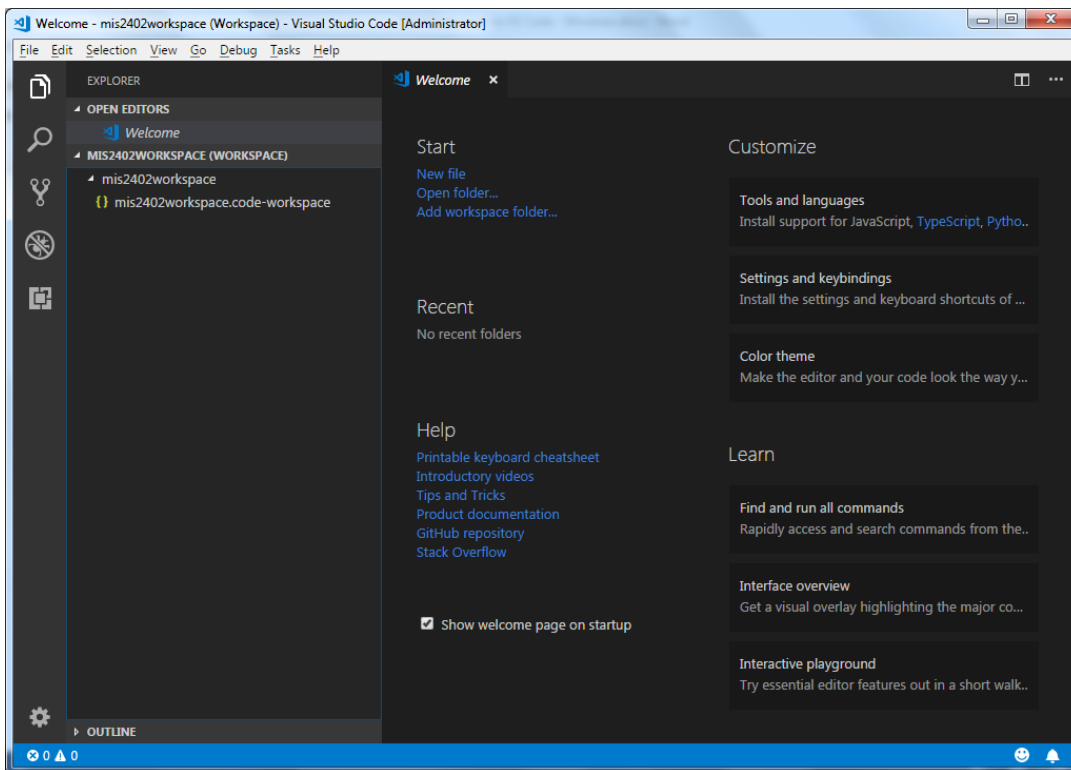 Welcome - mis2402workspace (Workspace) - Visual Studio Code [Administrator]
File Edit Selection View Go Debug Tasks Help
EXPLORER
OPEN EDITORS
Welcome
MIS2402WORKSPACE (WORKSPACE)
mis2402workspace
{} mis2402workspace.code-workspace
OUTLINE
Welcome ×
Start
New file
Open folder...
Add workspace folder...
Recent
No recent folders
Help
Printable keyboard cheatsheet
Introductory videos
Tips and Tricks
Product documentation
GitHub repository
Stack Overflow
Show welcome page on startup
Customize
Tools and languages
Install support for JavaScript, TypeScript, Pytho..
Settings and keybindings
Install the settings and keyboard shortcuts of ...
Color theme
Make the editor and your code look the way y...
Learn
Find and run all commands
Rapidly access and search commands from the..
Interface overview
Get a visual overlay highlighting the major co...
Interactive playground
Try essential editor features out in a short walk..
0 0